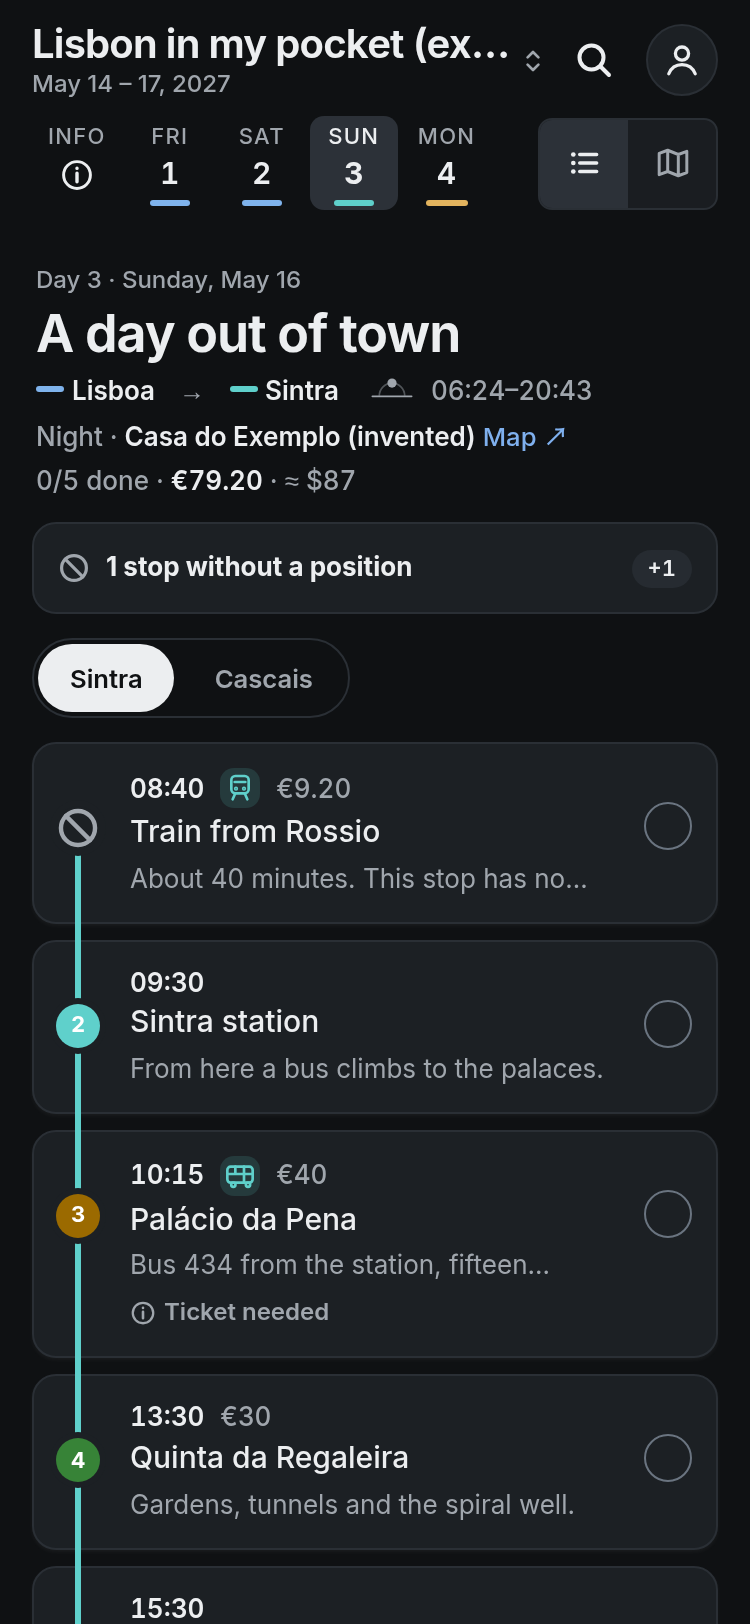 Lisbon in my pocket (ex...
May 14 – 17, 2027
INFO
FRI 1
SAT 2
SUN 3
MON 4
Day 3 · Sunday, May 16
A day out of town
Lisboa → Sintra 06:24–20:43
Night · Casa do Exemplo (invented) Map ↗
0/5 done · €79.20 · ≈ $87
1 stop without a position +1
Sintra Cascais
08:40 €9.20
Train from Rossio
About 40 minutes. This stop has no...
09:30
2 Sintra station
From here a bus climbs to the palaces.
10:15 €40
3 Palácio da Pena
Bus 434 from the station, fifteen...
Ticket needed
13:30 €30
4 Quinta da Regaleira
Gardens, tunnels and the spiral well.
15:30